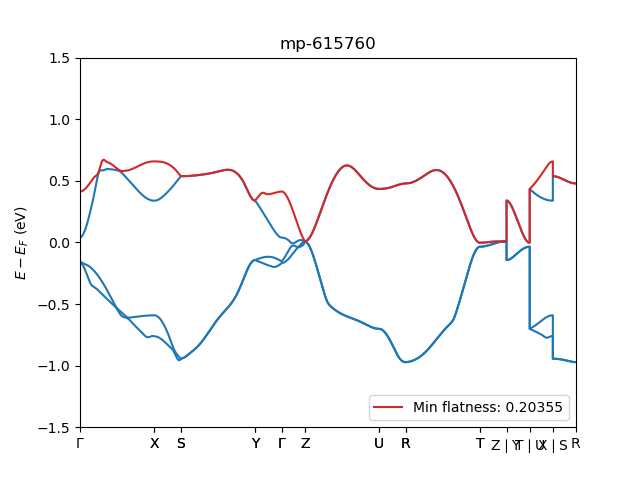 mp-615760
E − E_F (eV)
1.5
1.0
0.5
0.0
−0.5
−1.0
−1.5
Min flatness: 0.20355
Γ X S Y Γ Z U R T Z | Y T | U X | S R